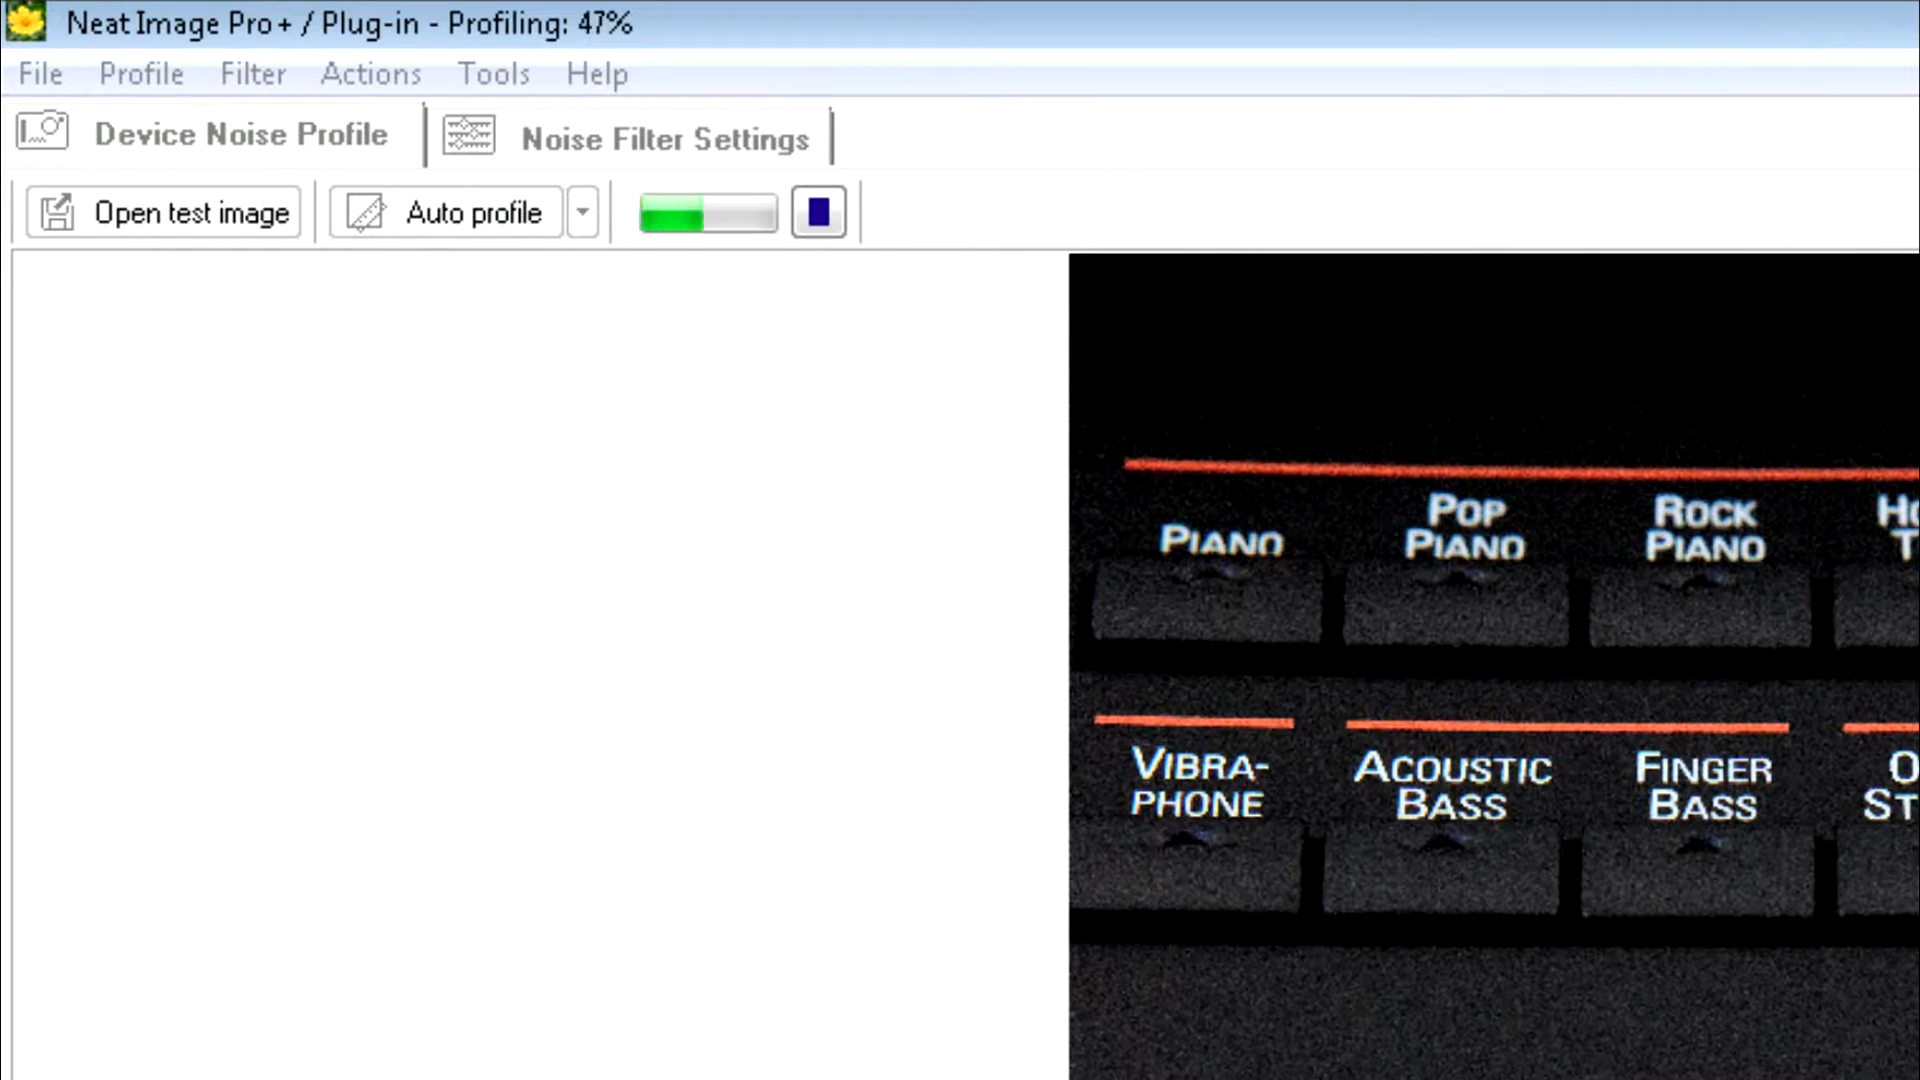 Neat Image Pro+ / Plug-in - Profiling: 47%
File Profile Filter Actions Tools Help
Device Noise Profile Noise Filter Settings
Open test image Auto profile
PIANO POP PIANO ROCK PIANO
VIBRA-PHONE ACOUSTIC BASS FINGER BASS